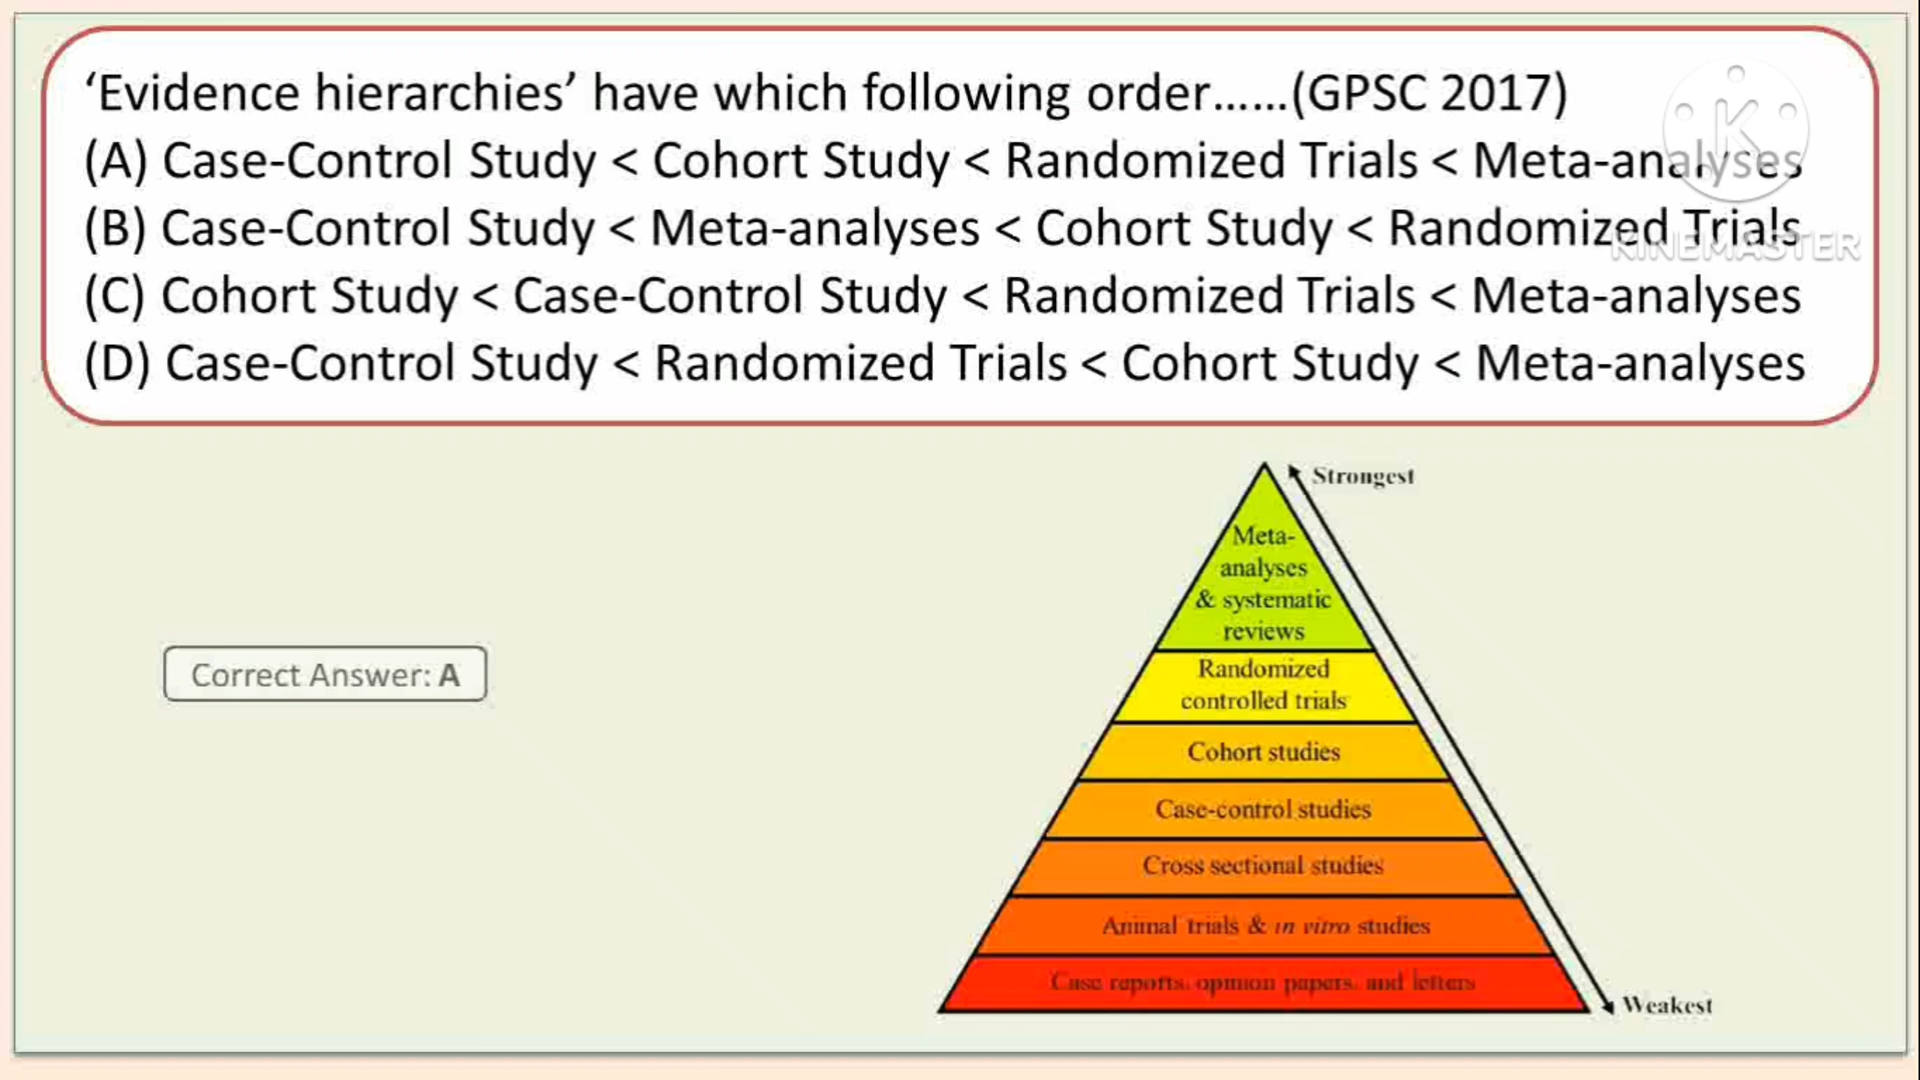 ‘Evidence hierarchies’ have which following order......(GPSC 2017)
(A) Case-Control Study < Cohort Study < Randomized Trials < Meta-analyses
(B) Case-Control Study < Meta-analyses < Cohort Study < Randomized Trials
(C) Cohort Study < Case-Control Study < Randomized Trials < Meta-analyses
(D) Case-Control Study < Randomized Trials < Cohort Study < Meta-analyses
K
KINEMASTER
Correct Answer: A
Strongest
Meta-
analyses
& systematic
reviews
Randomized
controlled trials
Cohort studies
Case-control studies
Cross sectional studies
Animal trials & in vitro studies
Case reports, opinion papers, and letters
Weakest